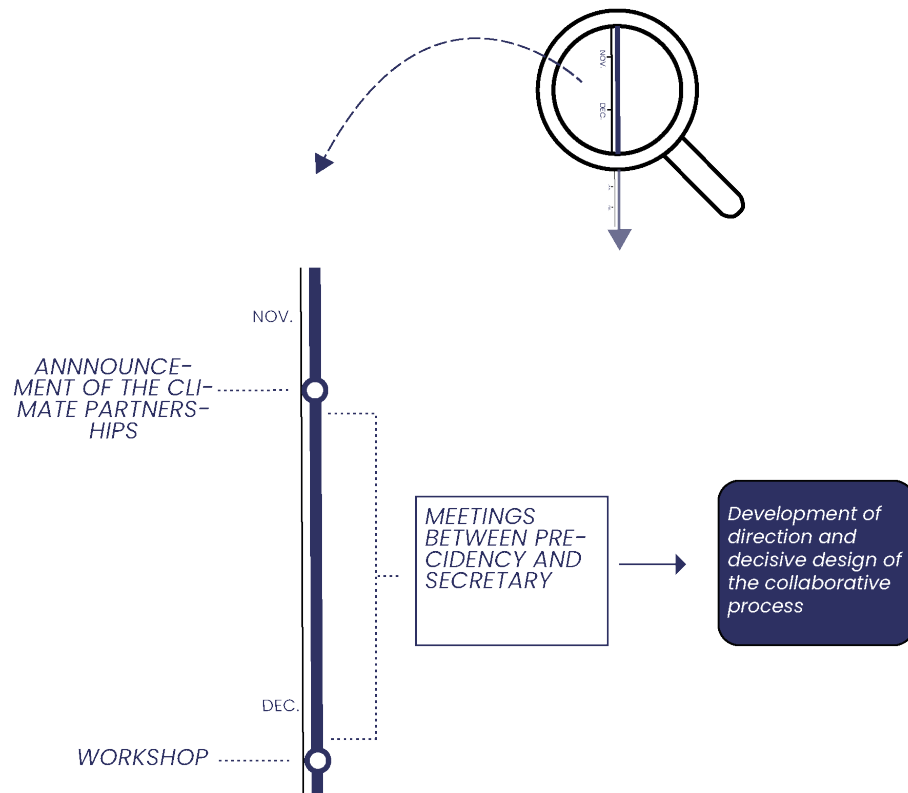 NOV.
DEC.
NOV.
ANNNOUNCE-
MENT OF THE CLI-
MATE PARTNERS-
HIPS
MEETINGS
BETWEEN PRE-
CIDENCY AND
SECRETARY
Development of
direction and
decisive design of
the collaborative
process
DEC.
WORKSHOP